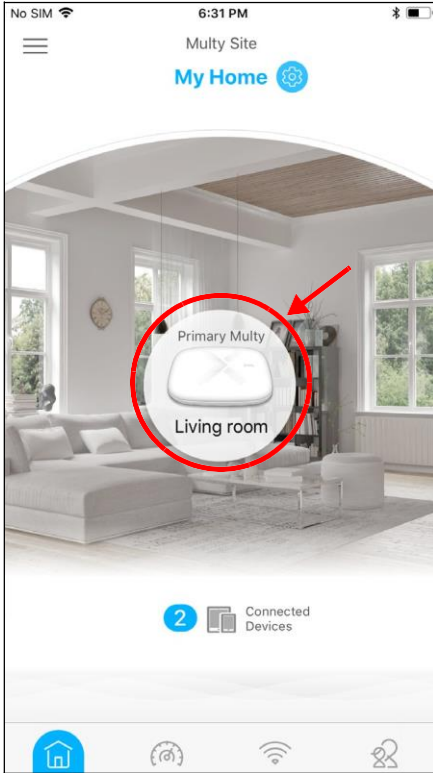 No SIM 6:31 PM
Multy Site
My Home
Primary Multy
Living room
2 Connected
Devices